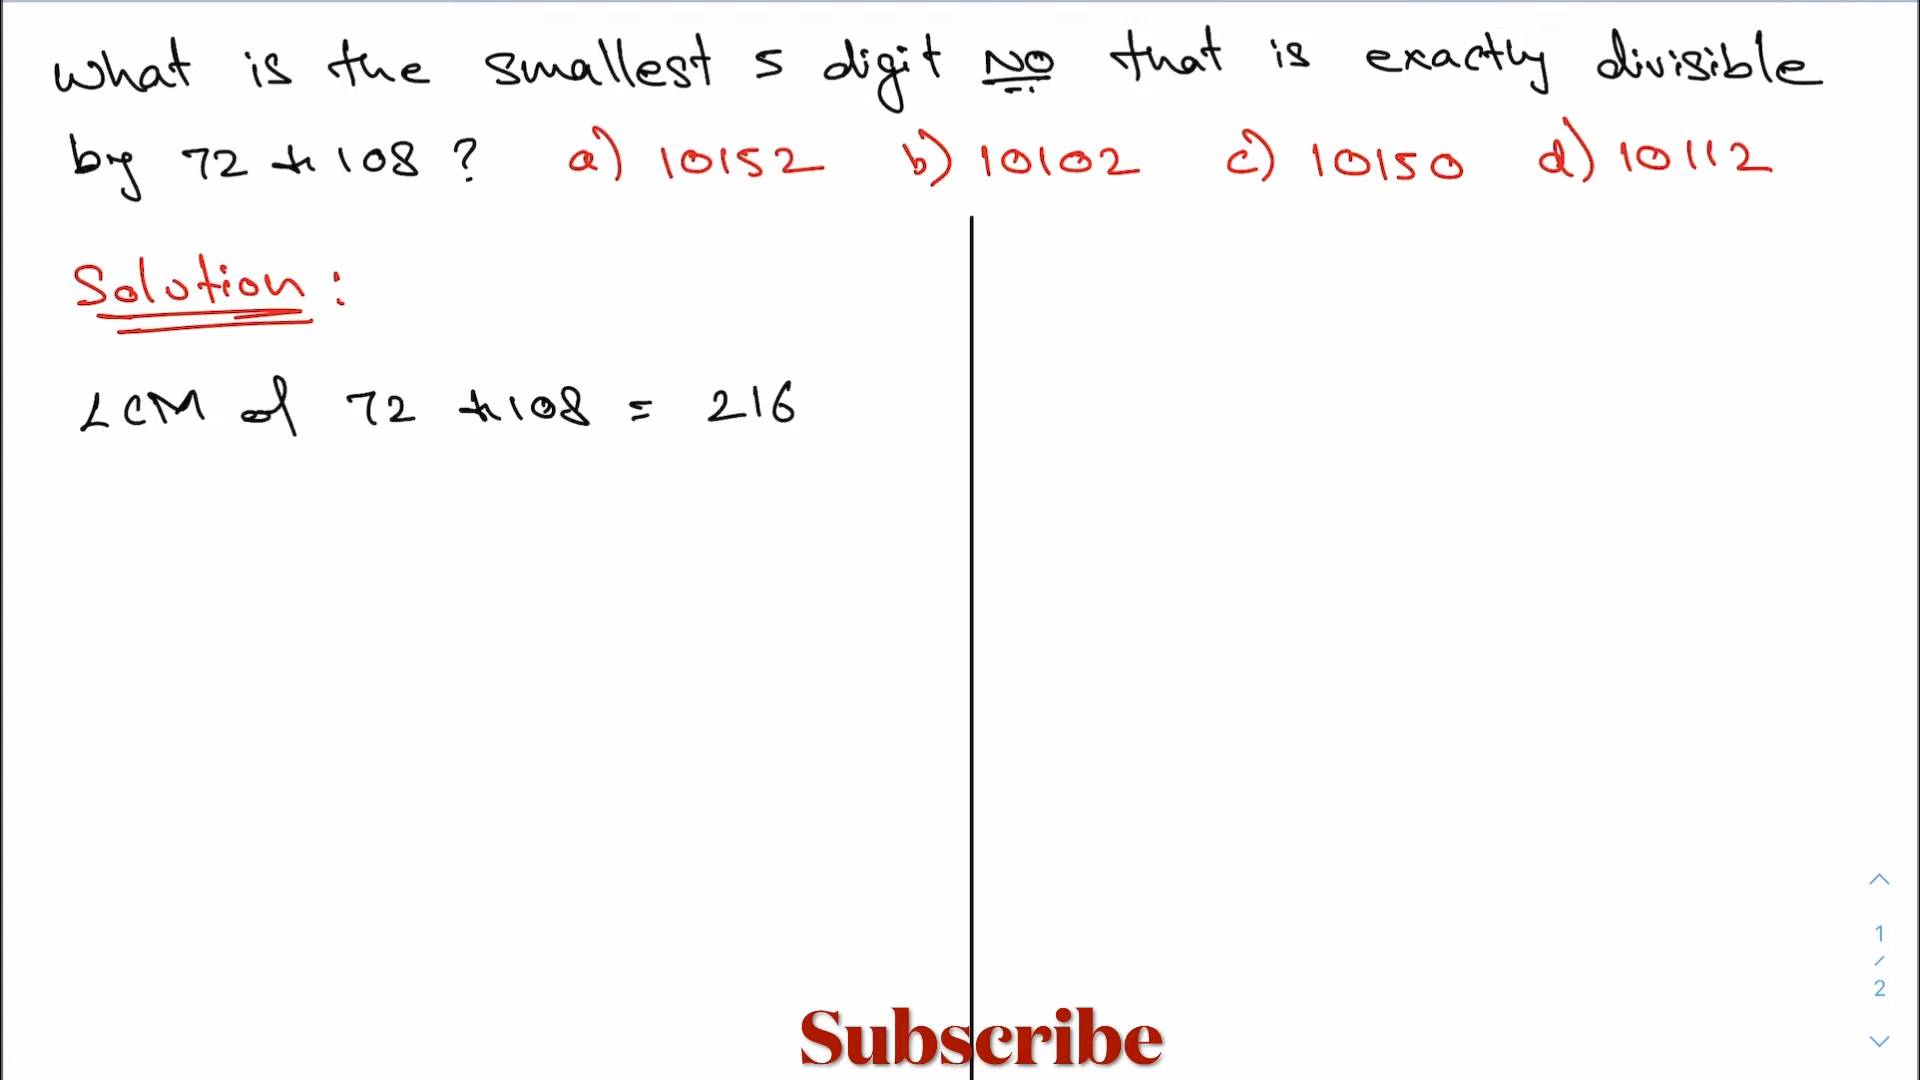 What is the smallest 5 digit NO that is exactly divisible
by 72 & 108 ? a) 10152 b) 10102 c) 10150 d) 10112
Solution :
LCM of 72 & 108 = 216
1
/
2
Subscribe